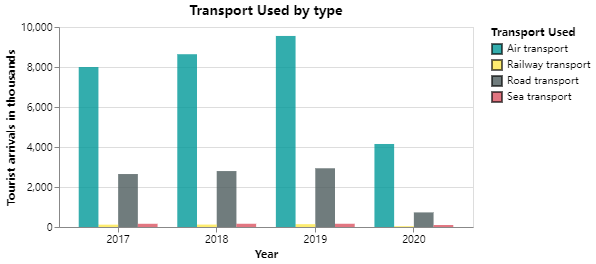 Transport Used by type
Tourist arrivals in thousands
10,000
8,000
6,000
4,000
2,000
0
2017
2018
2019
2020
Year
Transport Used
Air transport
Railway transport
Road transport
Sea transport